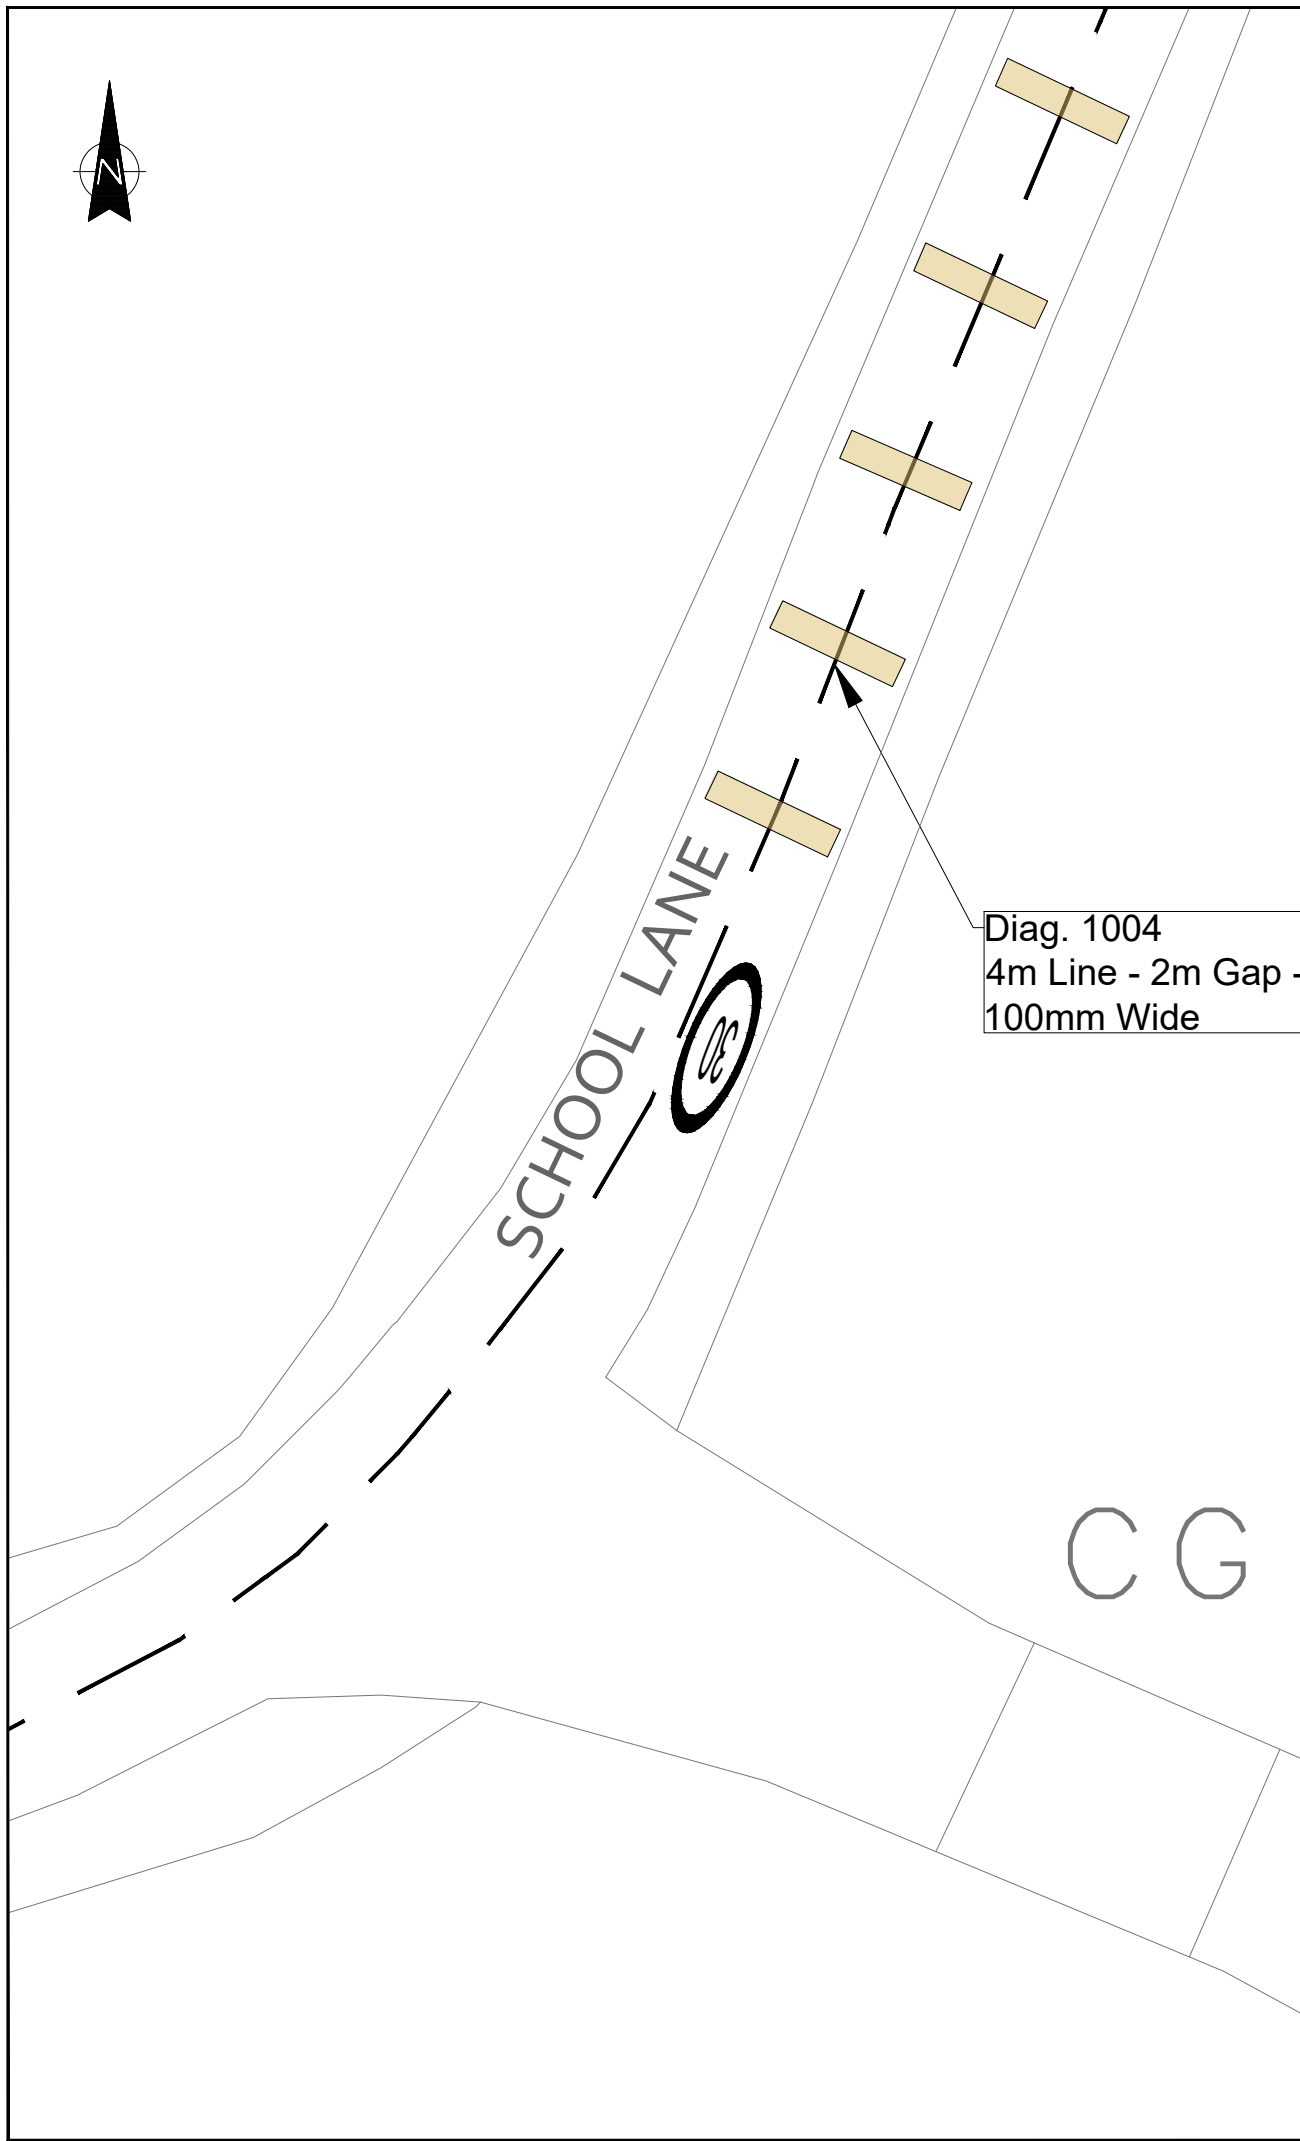 N
Diag. 1004
4m Line - 2m Gap -
100mm Wide
SCHOOL LANE
30
C G